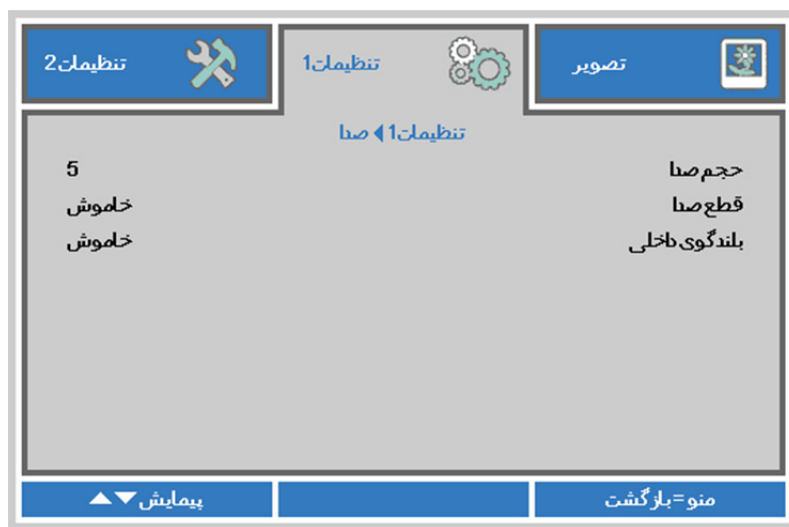 تصویر
تنظیمات1
تنظیمات2
تنظیمات1 ◀ صدا
حجم صدا 5
قطع صدا خاموش
بلندگوی داخلی خاموش
منو=بازگشت
پیمایش ▼▲